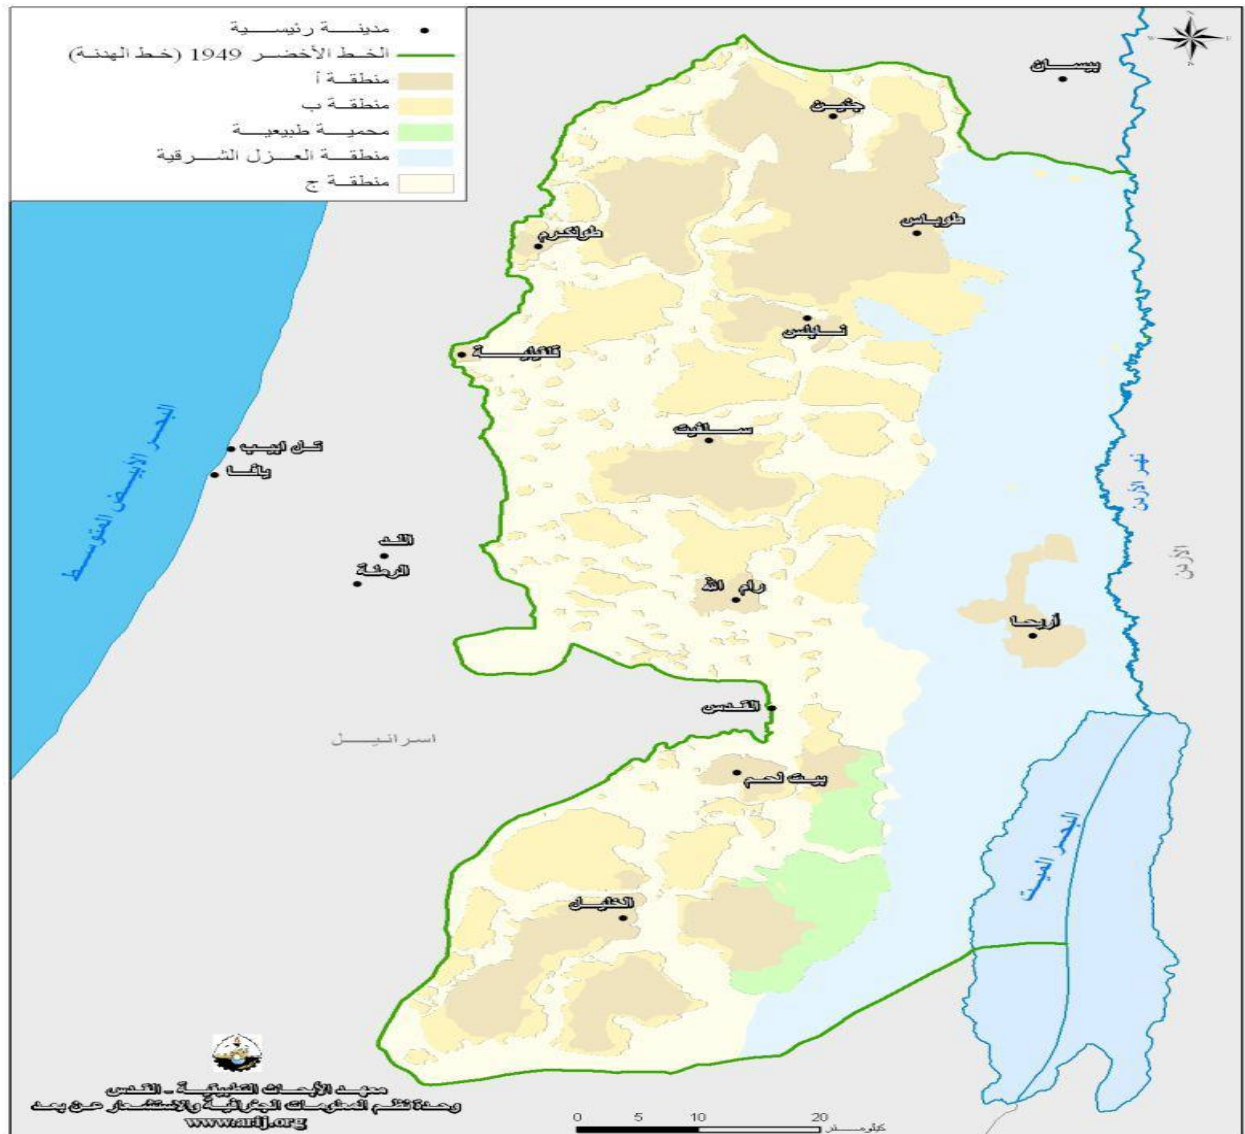 مدينة رئيسية
الخط الأخضر 1949 (خط الهدنة)
منطقة أ
منطقة ب
محمية طبيعية
منطقة العزل الشرقية
منطقة ج
N
بيسان
جنين
طوباس
طولكرم
نابلس
قلقيلية
سلفيت
تل ابيب
يافا
البحر الأبيض المتوسط
نهر الأردن
الأردن
اللد
الرملة
رام الله
أريحا
القدس
اسرائيل
بيت لحم
البحر الميت
الخليل
معهد الأبحاث التطبيقية - القدس
وحدة نظم المعلومات الجغرافية والاستشعار عن بعد
www.arij.org
0 5 10 20
كيلومتر